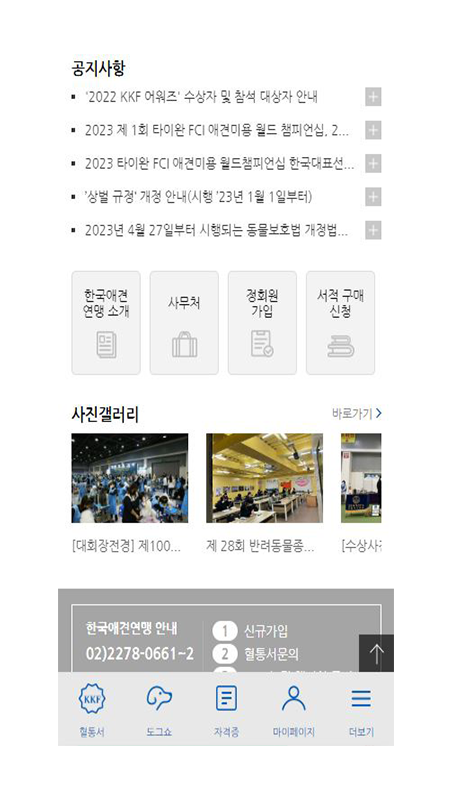 공지사항
'2022 KKF 어워즈' 수상자 및 참석 대상자 안내
2023 제 1회 타이완 FCI 애견미용 월드 챔피언십, 2...
2023 타이완 FCI 애견미용 월드챔피언십 한국대표선...
'상벌 규정' 개정 안내(시행 '23년 1월 1일부터)
2023년 4월 27일부터 시행되는 동물보호법 개정법...
한국애견
연맹 소개
사무처
정회원
가입
서적 구매
신청
사진갤러리
바로가기
[대회장전경] 제100...
제 28회 반려동물종...
[수상사진
한국애견연맹 안내
02)2278-0661~2
1 신규가입
2 혈통서문의
KKF
혈통서
도그쇼
자격증
마이페이지
더보기